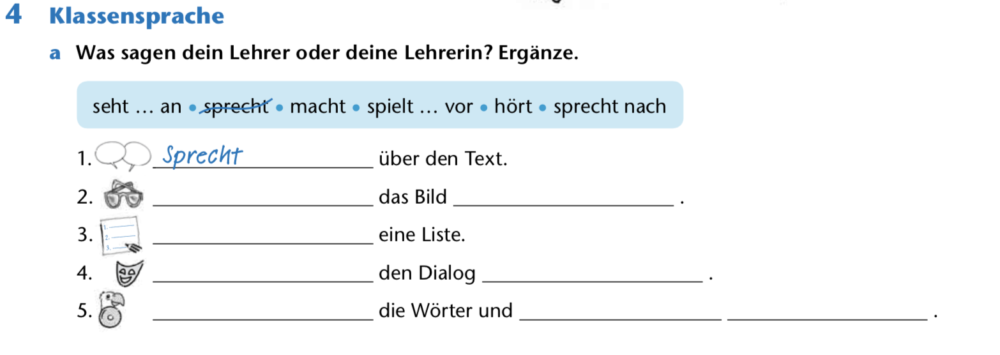 4 Klassensprache
a Was sagen dein Lehrer oder deine Lehrerin? Ergänze.
seht … an • sprecht • macht • spielt … vor • hört • sprecht nach
1. Sprecht über den Text.
2. ____________ das Bild ____________ .
3. 1. 2. 3. ____________ eine Liste.
4. ____________ den Dialog ____________ .
5. ____________ die Wörter und ____________ ____________ .